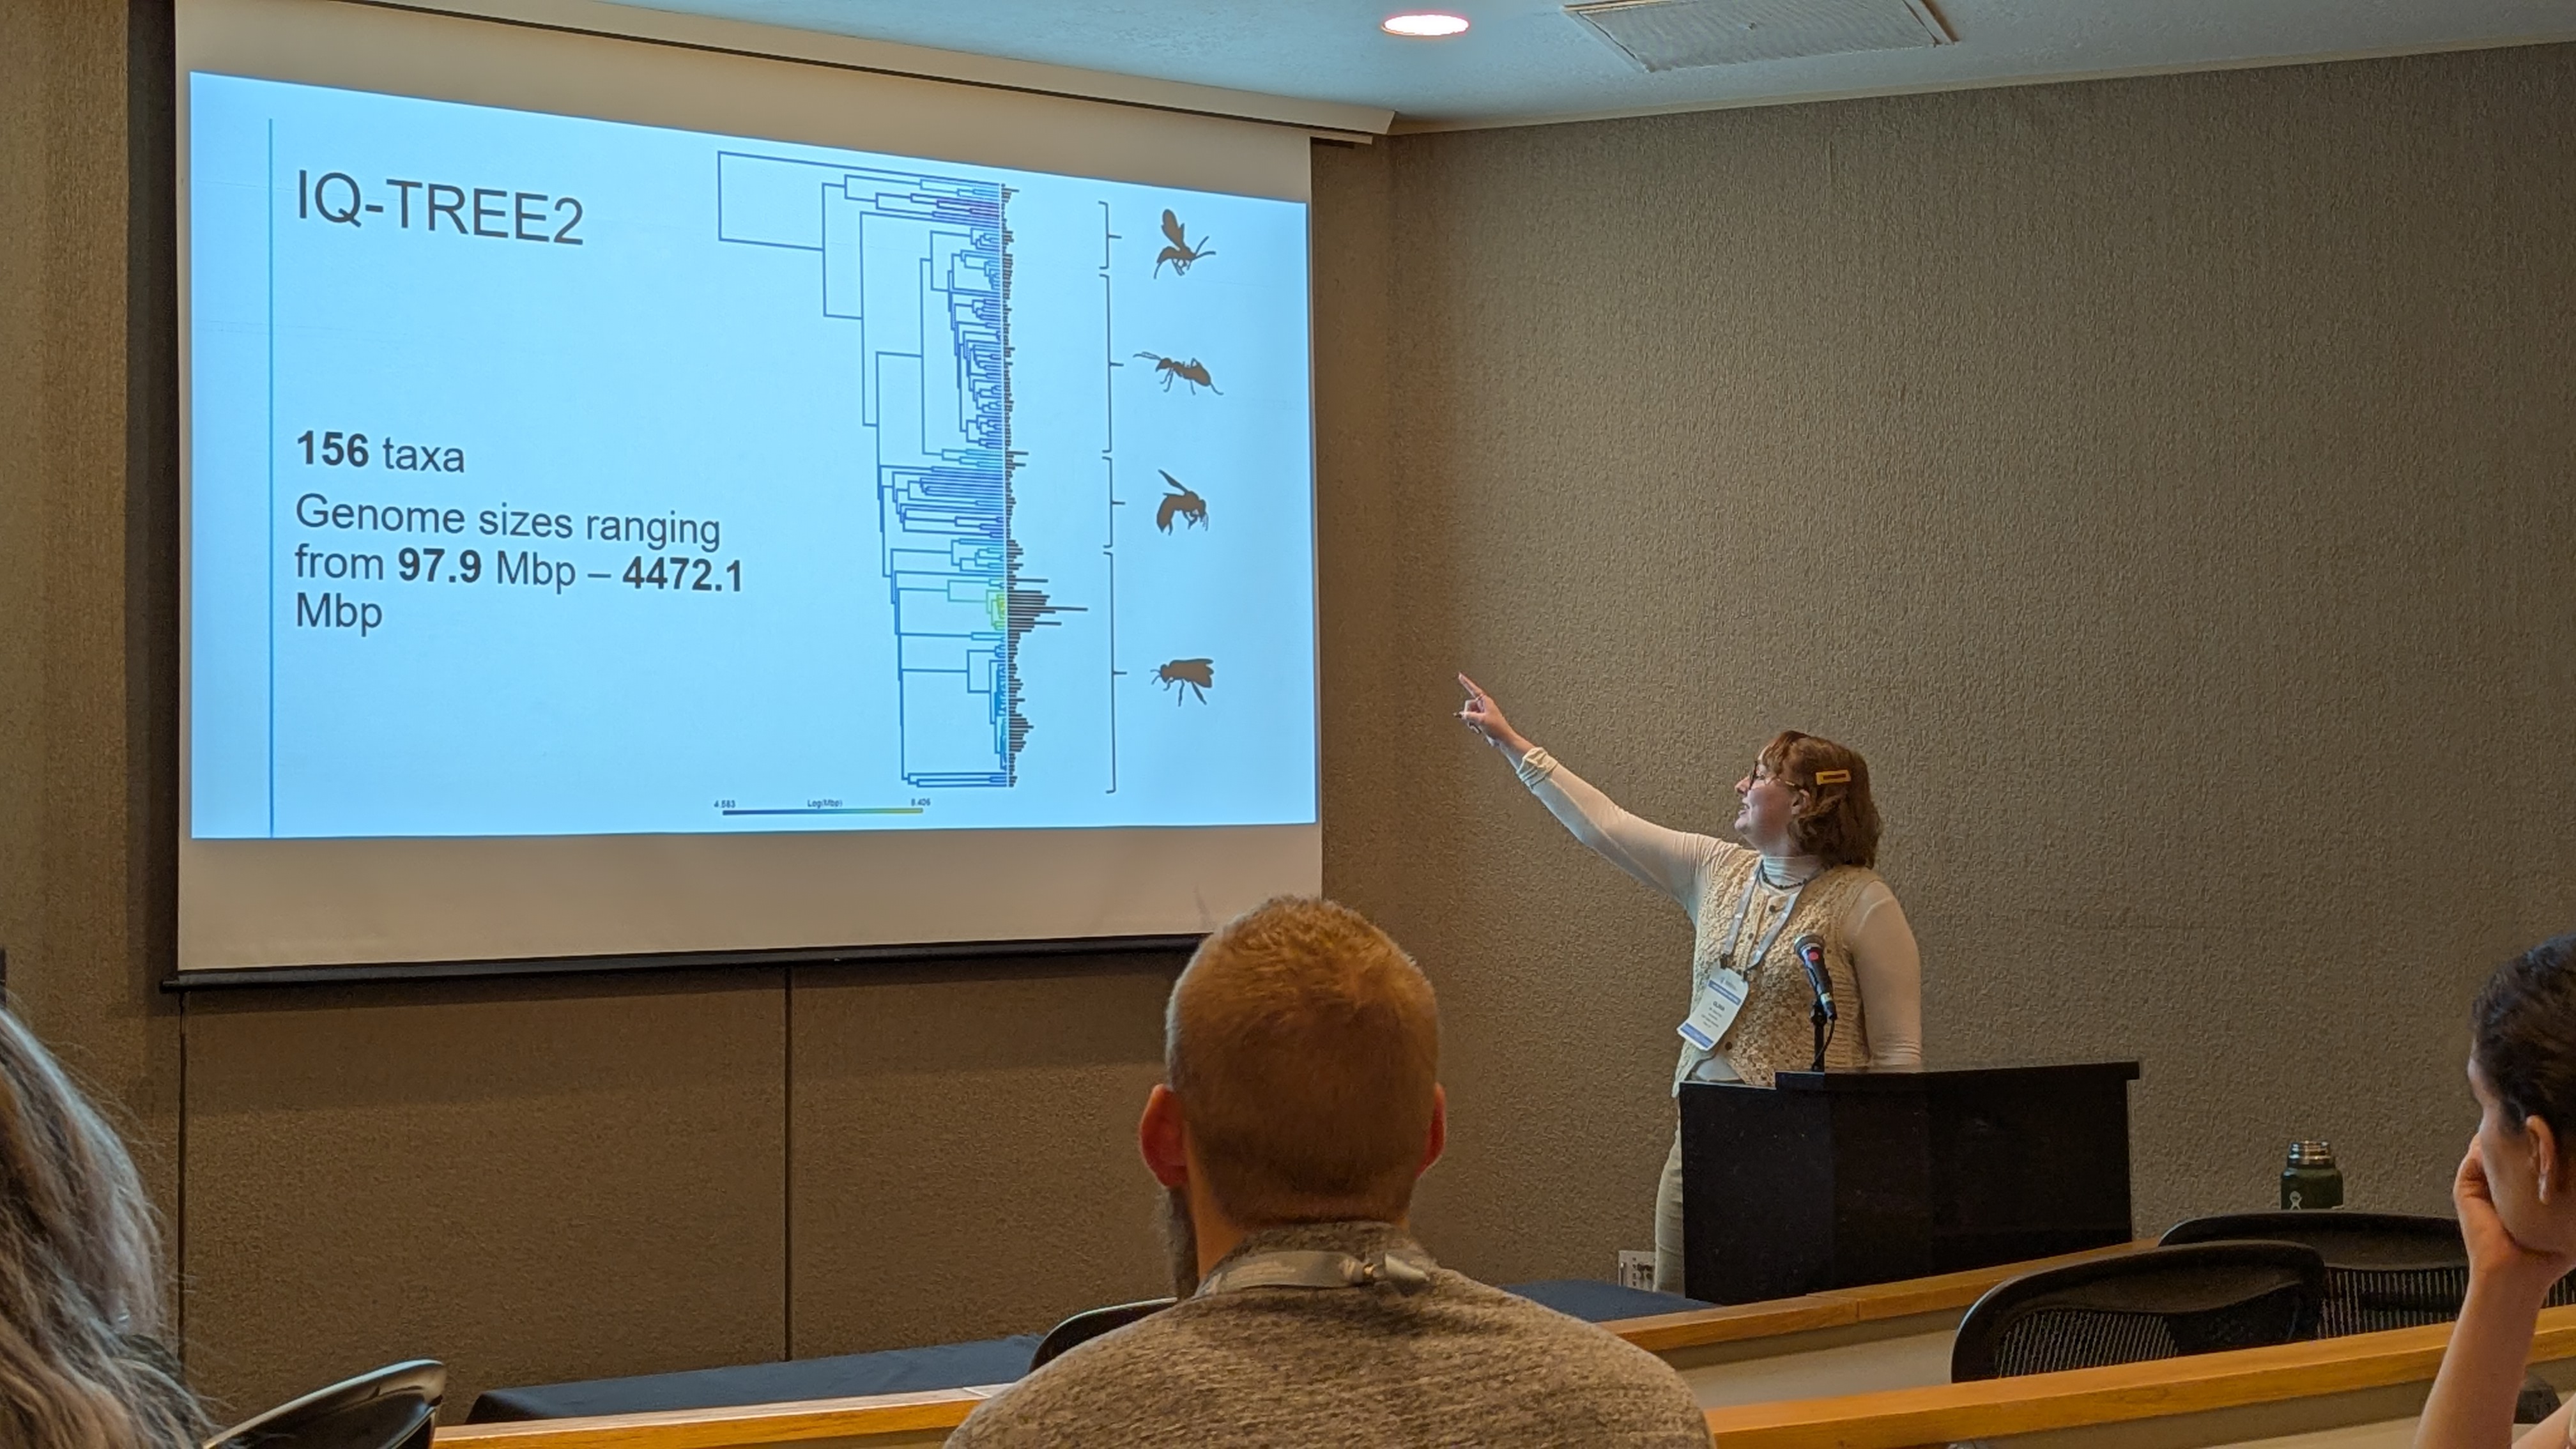 IQ-TREE2
156 taxa
Genome sizes ranging
from 97.9 Mbp – 4472.1
Mbp
4.583 Log(Mbp) 8.406